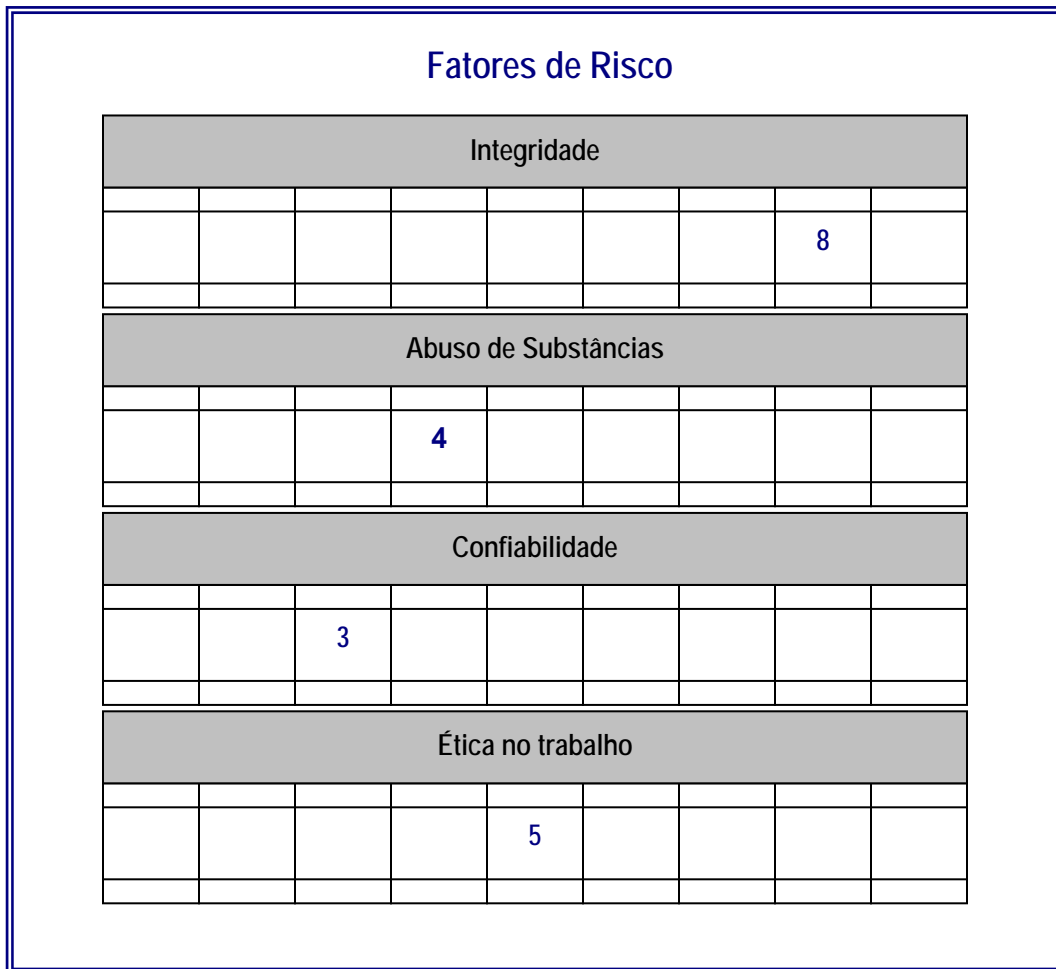 Fatores de Risco
Integridade
8
Abuso de Substâncias
4
Confiabilidade
3
Ética no trabalho
5